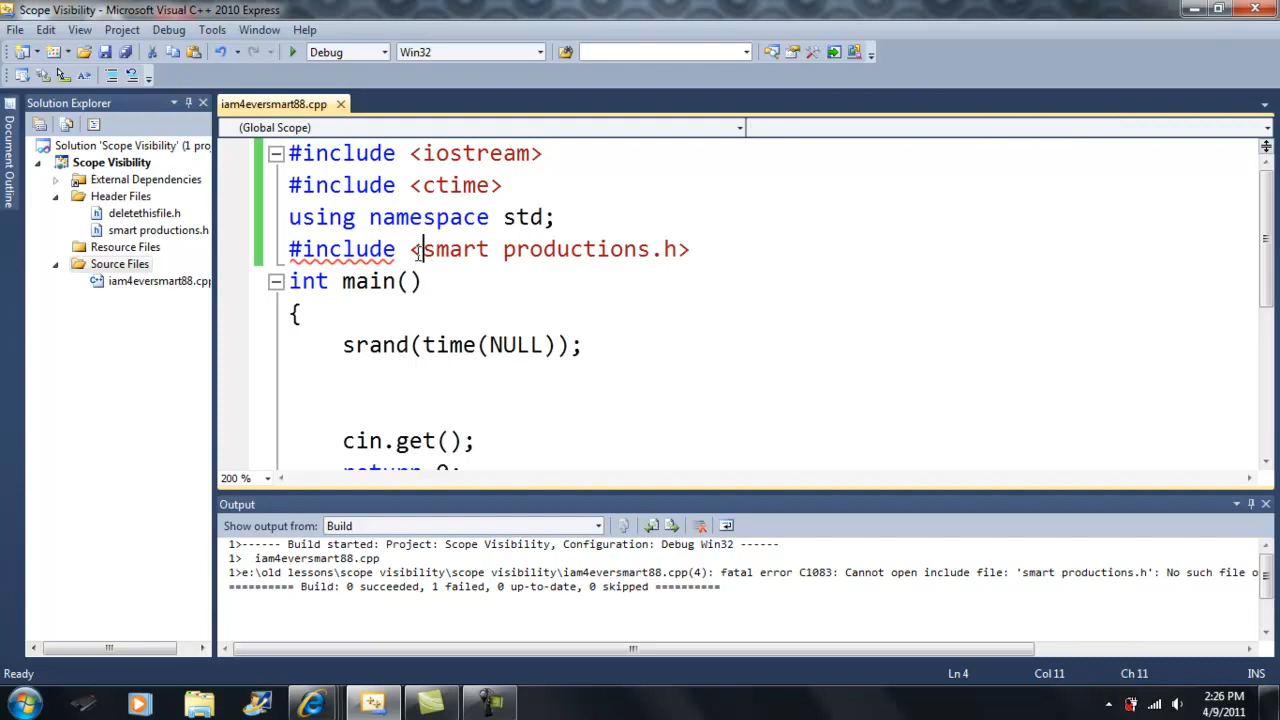 Scope Visibility - Microsoft Visual C++ 2010 Express
File Edit View Project Debug Tools Window Help
Debug Win32
Solution Explorer
iam4eversmart88.cpp
Document Outline
(Global Scope)
Solution 'Scope Visibility' (1 pro
Scope Visibility
External Dependencies
Header Files
deletethisfile.h
smart productions.h
Resource Files
Source Files
iam4eversmart88.cpp
#include <iostream>
#include <ctime>
using namespace std;
#include <smart productions.h>
int main()
{
srand(time(NULL));
cin.get();
return 0;
200 %
Output
Show output from: Build
1>------ Build started: Project: Scope Visibility, Configuration: Debug Win32 ------
1> iam4eversmart88.cpp
1>e:\old lessons\scope visibility\scope visibility\iam4eversmart88.cpp(4): fatal error C1083: Cannot open include file: 'smart productions.h': No such file o
========== Build: 0 succeeded, 1 failed, 0 up-to-date, 0 skipped ==========
Ready Ln 4 Col 11 Ch 11 INS
2:26 PM
4/9/2011